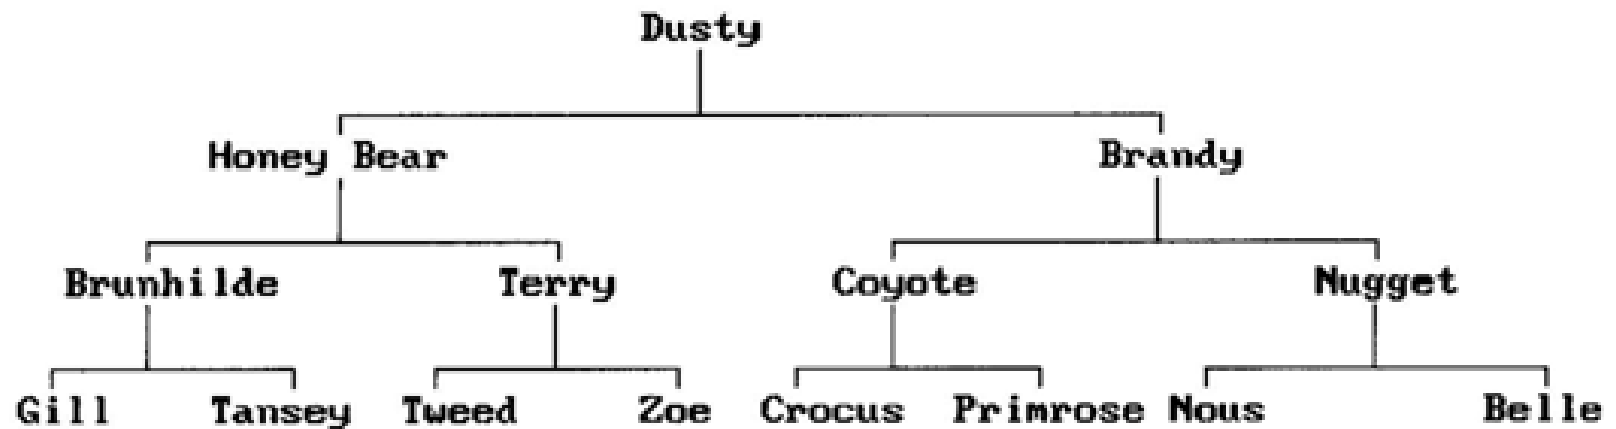 Dusty
Honey Bear Brandy
Brunhilde Terry Coyote Nugget
Gill Tansey Tweed Zoe Crocus Primrose Nous Belle